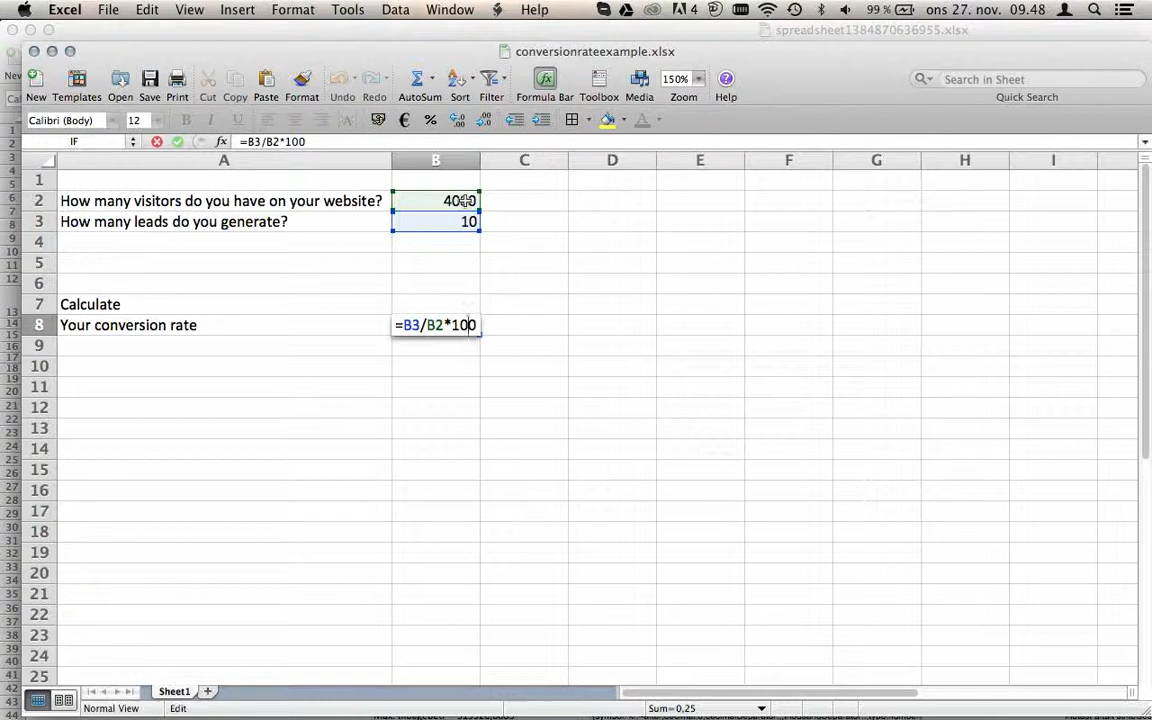 Excel File Edit View Insert Format Tools Data Window Help 4 99 % ons 27. nov. 09.48
spreadsheet1384870636955.xlsx
conversionrateexample.xlsx
New Templates Open Save Print Cut Copy Paste Format Undo Redo AutoSum Sort Filter Formula Bar Toolbox Media 150% Zoom Help Search in Sheet Quick Search
Calibri (Body) 12 B I U
IF fx =B3/B2*100
A B C D E F G H I
1
2 How many visitors do you have on your website?
3 How many leads do you generate? 10
4
5
6
7 Calculate
8 Your conversion rate =B3/B2*100
9
10
11
12
13
14
15
16
17
18
19
20
21
22
23
24
25
Sheet1
Normal View Edit Sum=0,25